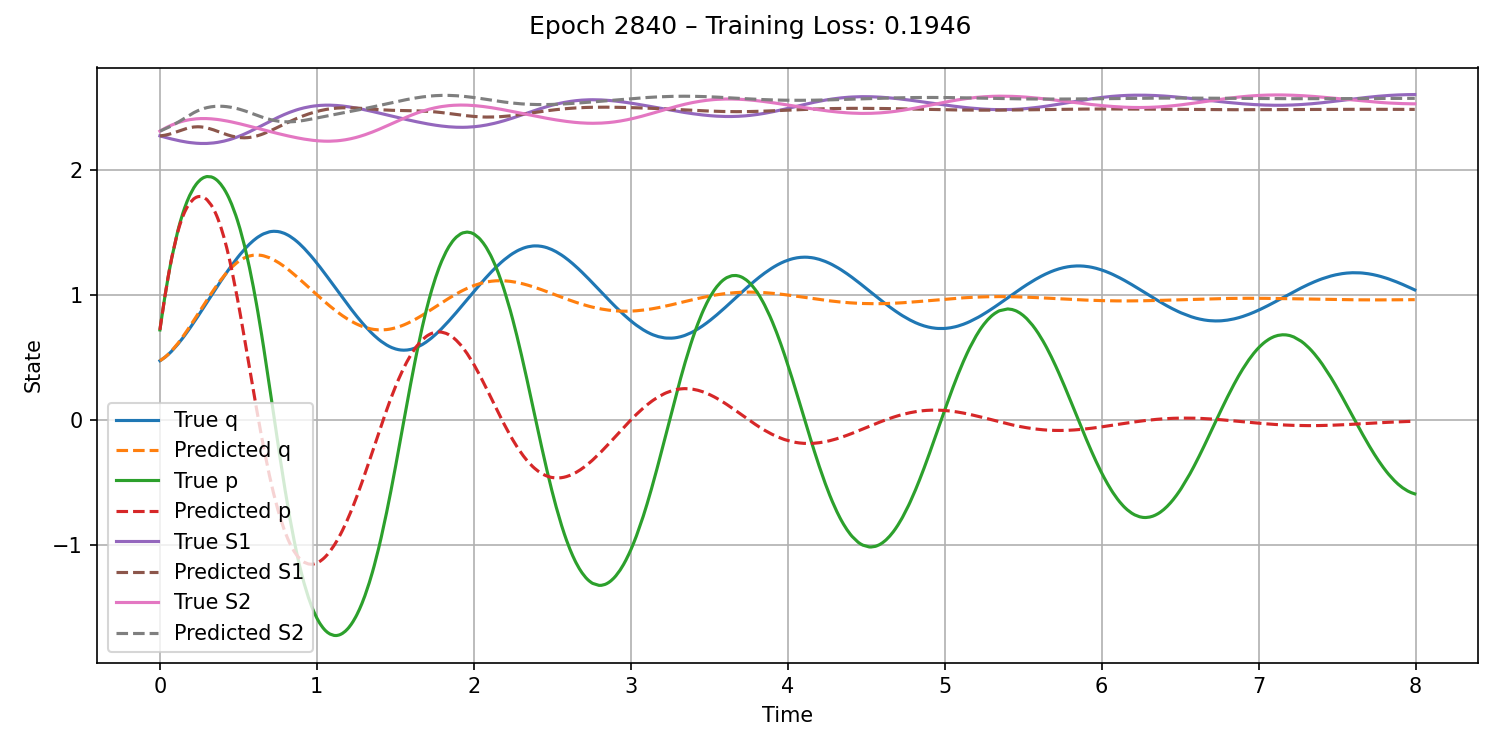 Epoch 2840 – Training Loss: 0.1946
State
2
1
0
−1
True q
Predicted q
True p
Predicted p
True S1
Predicted S1
True S2
Predicted S2
0 1 2 3 4 5 6 7 8
Time